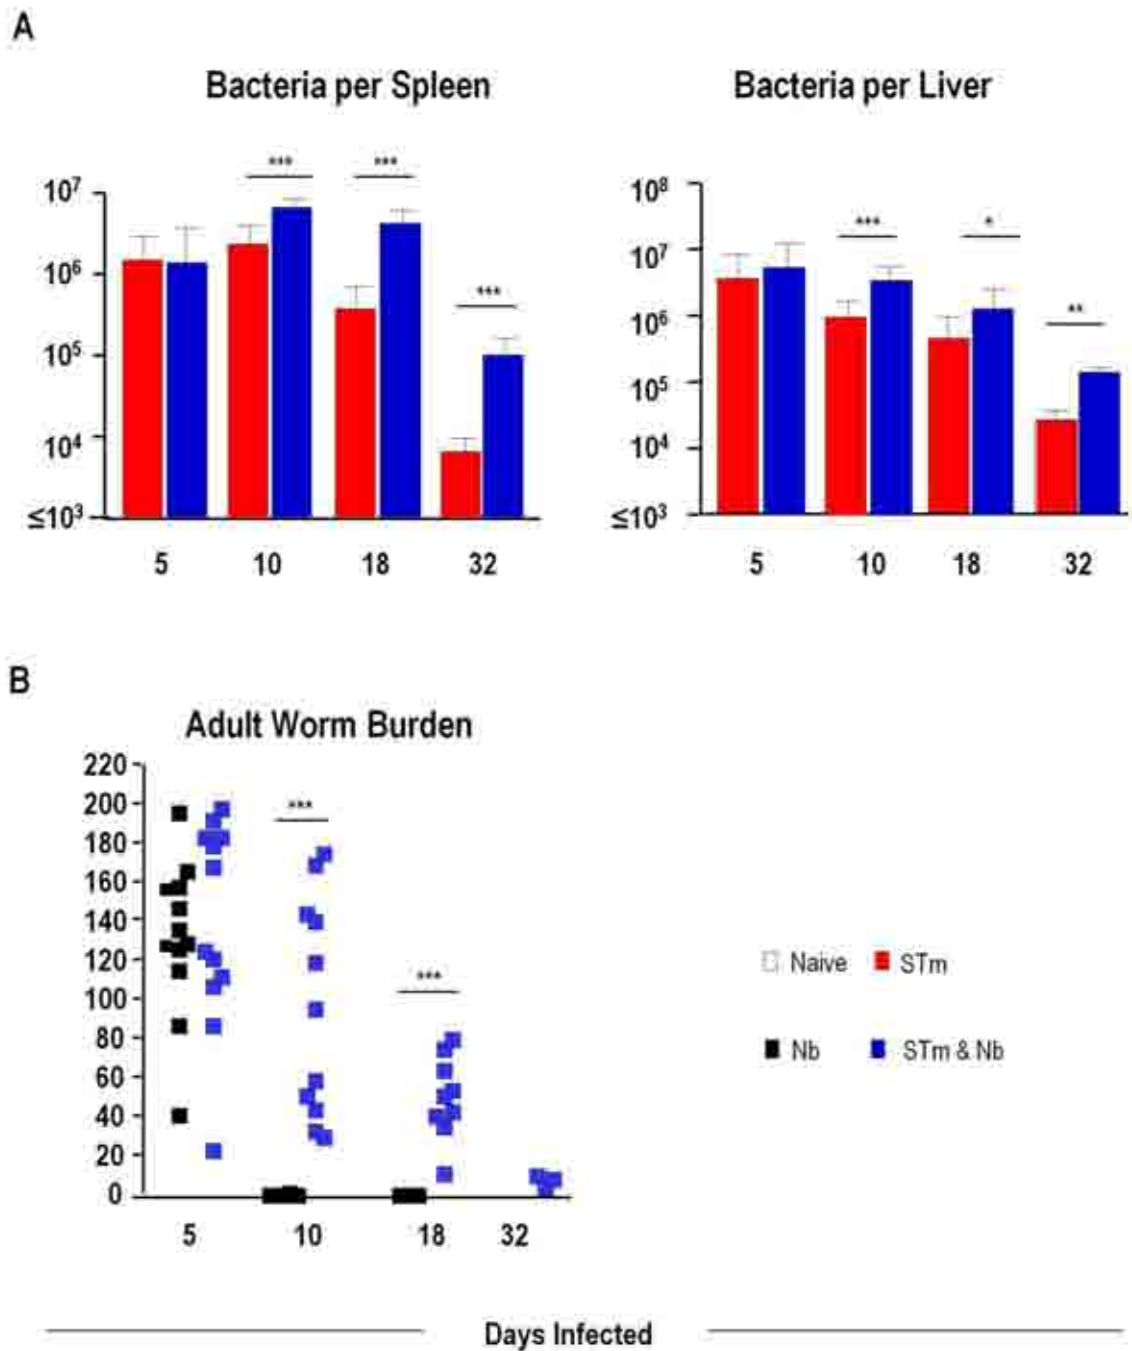 A
Bacteria per Spleen
Bacteria per Liver
*** ***
***
10⁷
10⁶
10⁵
10⁴
≤10³
5 10 18 32
*** *
**
10⁸
10⁷
10⁶
10⁵
10⁴
≤10³
5 10 18 32
B
Adult Worm Burden
***
***
220
200
180
160
140
120
100
80
60
40
20
0
5 10 18 32
Naive STm
Nb STm & Nb
Days Infected